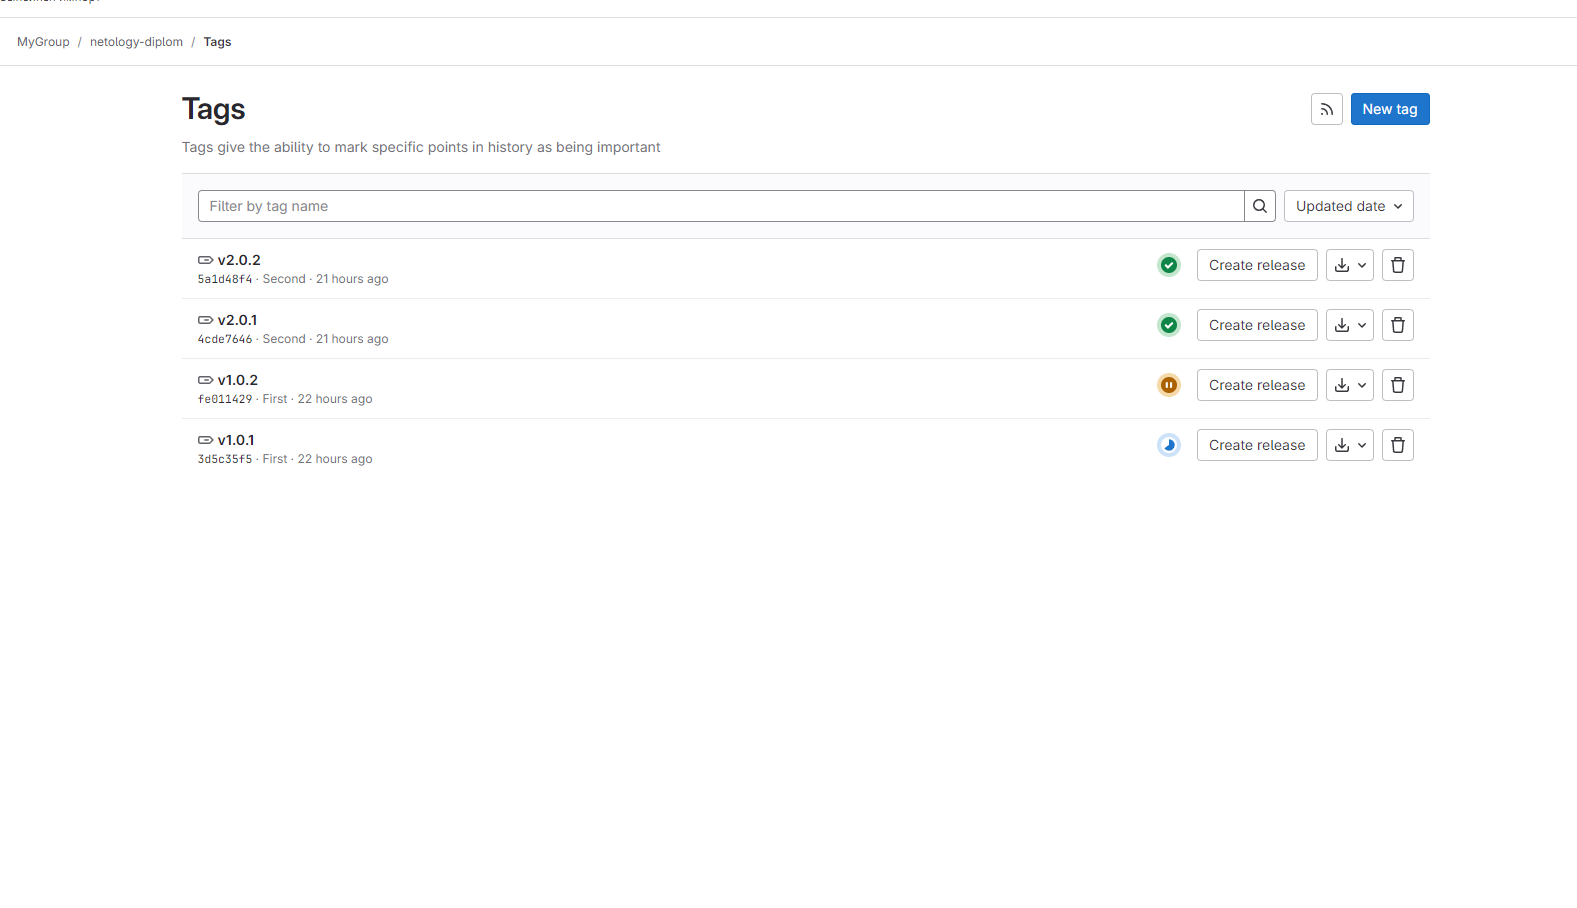 MyGroup / netology-diplom / Tags
Tags
New tag
Tags give the ability to mark specific points in history as being important
Filter by tag name
Updated date
v2.0.2
5a1d48f4 · Second · 21 hours ago
Create release
v2.0.1
4cde7646 · Second · 21 hours ago
Create release
v1.0.2
fe011429 · First · 22 hours ago
Create release
v1.0.1
3d5c35f5 · First · 22 hours ago
Create release